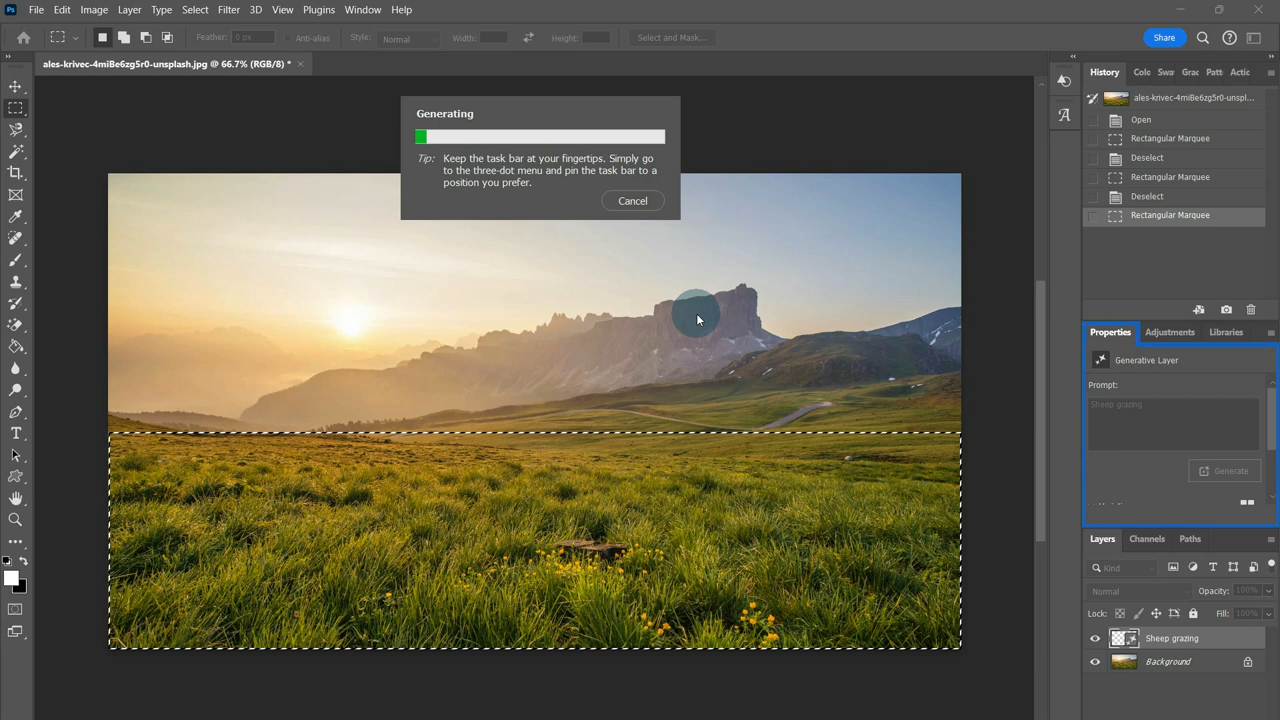 Ps File Edit Image Layer Type Select Filter 3D View Plugins Window Help
Feather: 0 px Anti-alias Style: Normal Width: Height: Select and Mask... Share
ales-krivec-4miBe6zg5r0-unsplash.jpg @ 66.7% (RGB/8) * ×
History Colo Swa Grac Patt Actic
ales-krivec-4miBe6zg5r0-unspl...
Open
Rectangular Marquee
Deselect
Rectangular Marquee
Deselect
Rectangular Marquee
Generating
Tip: Keep the task bar at your fingertips. Simply go
to the three-dot menu and pin the task bar to a
position you prefer.
Cancel
Properties Adjustments Libraries
Generative Layer
Prompt:
Sheep grazing
Generate
Layers Channels Paths
Kind
Normal Opacity: 100%
Lock: Fill: 100%
Sheep grazing
Background